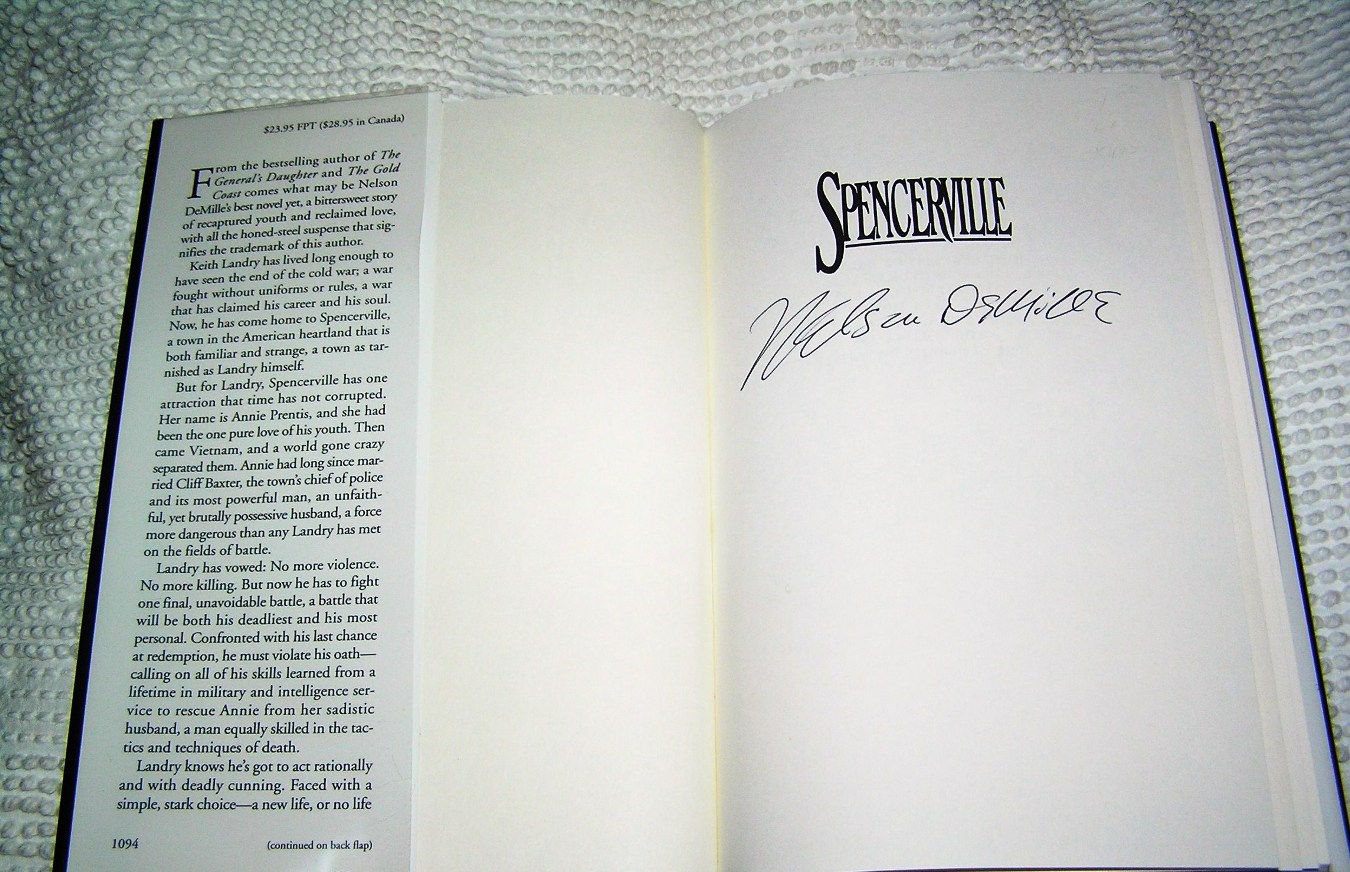 $23.95 FPT ($28.95 in Canada)
From the bestselling author of The
General's Daughter and The Gold
Coast comes what may be Nelson
DeMille's best novel yet, a bittersweet story
of recaptured youth and reclaimed love,
with all the honed-steel suspense that sig-
nifies the trademark of this author.
Keith Landry has lived long enough to
have seen the end of the cold war; a war
fought without uniforms or rules, a war
that has claimed his career and his soul.
Now, he has come home to Spencerville,
a town in the American heartland that is
both familiar and strange, a town as tar-
nished as Landry himself.
But for Landry, Spencerville has one
attraction that time has not corrupted.
Her name is Annie Prentis, and she had
been the one pure love of his youth. Then
came Vietnam, and a world gone crazy
separated them. Annie had long since mar-
ried Cliff Baxter, the town's chief of police
and its most powerful man, an unfaith-
ful, yet brutally possessive husband, a force
more dangerous than any Landry has met
on the fields of battle.
Landry has vowed: No more violence.
No more killing. But now he has to fight
one final, unavoidable battle, a battle that
will be both his deadliest and his most
personal. Confronted with his last chance
at redemption, he must violate his oath—
calling on all of his skills learned from a
lifetime in military and intelligence ser-
vice to rescue Annie from her sadistic
husband, a man equally skilled in the tac-
tics and techniques of death.
Landry knows he's got to act rationally
and with deadly cunning. Faced with a
simple, stark choice—a new life, or no life
1094
(continued on back flap)
SPENCERVILLE
Nelson DeMille